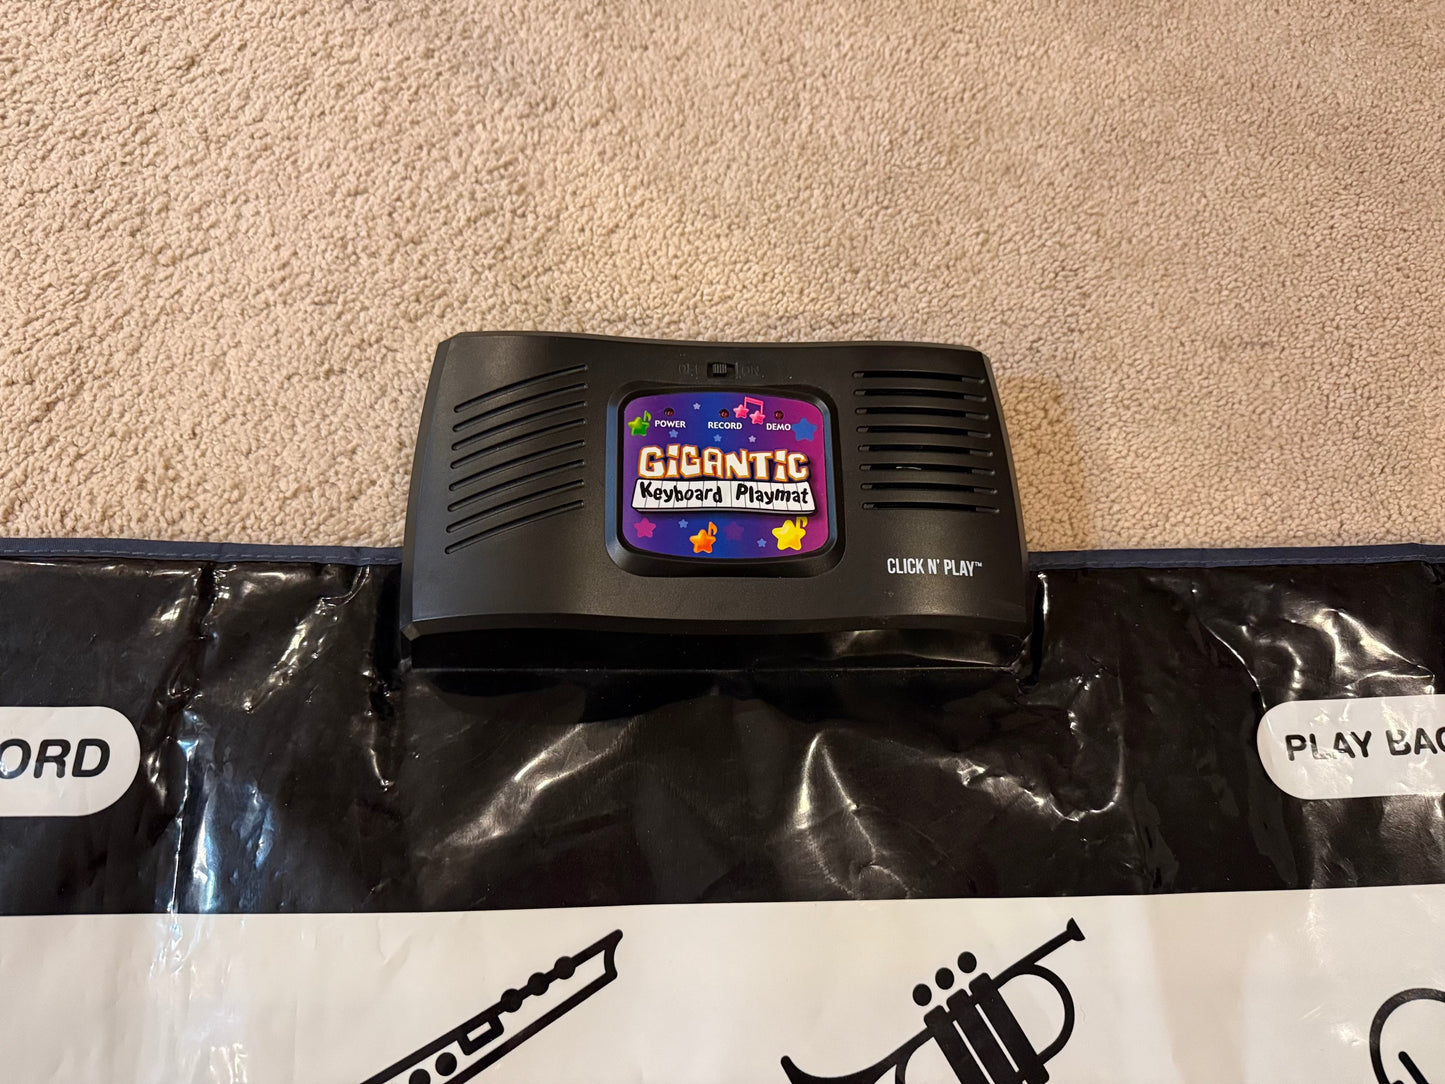 OFF ON
POWER RECORD DEMO
GiGANTiC
Keyboard Playmat
CLICK N' PLAY™
ORD
PLAY BAC